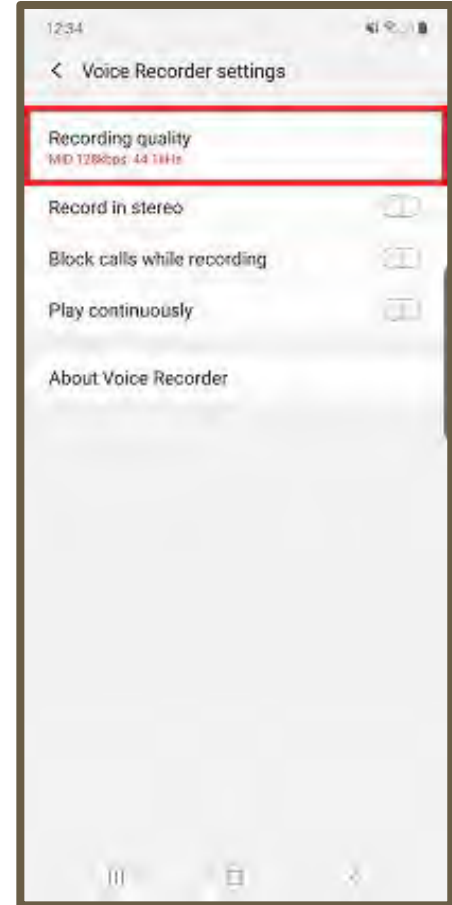 12:34
Voice Recorder settings
Recording quality
MID 128kbps, 44.1kHz
Record in stereo
Block calls while recording
Play continuously
About Voice Recorder